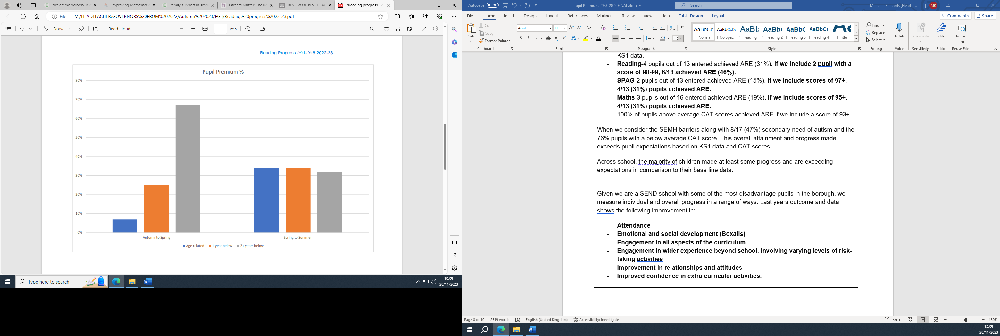 circle time delivery in
Improving Mathematic
family support in scho
Parents Matter: The Ra
REVIEW OF BEST PRAC
*Reading progress 22-
File
M:/HEADTEACHER/GOVERNORS%20FROM%202022/Autumn%202023/FGB/Reading%20progress%2022-23.pdf
Draw
Read aloud
3 of 5
Reading Progress -Yr1- Yr6 2022-23
Pupil Premium %
80%
70%
60%
50%
40%
30%
20%
10%
0%
Autumn to Spring Spring to Summer
Age related 1 year below 2+ years below
Type here to search
13:39
28/11/2023
AutoSave Off
Pupil Premium 2023-2024 FINAL.docx
Search
Michelle Richards [Head Teacher] MR
File Home Insert Design Layout References Mailings Review View Help Table Design Layout
Comments Share
Paste
Cut
Copy
Format Painter
Clipboard
Arial 11
Font
Paragraph
AaBbCc AaBbCcDc AaBb AaBb( AaBbC AaBbCc
¶ Normal ¶ No Spac... ¶ Heading 1 ¶ Heading 2 ¶ Heading 3 ¶ Heading 4 ¶ Title
Styles
Find
Replace
Select
Editing
Dictate
Voice
Sensitivity
Sensitivity
Editor
Editor
Reuse
Files
Reuse Files
KS1 data.
- Reading-4 pupils out of 13 entered achieved ARE (31%). If we include 2 pupil with a
score of 98-99, 6/13 achieved ARE (46%).
- SPAG-2 pupils out of 13 entered achieved ARE (15%). If we include scores of 97+,
4/13 (31%) pupils achieved ARE.
- Maths-3 pupils out of 16 entered achieved ARE (19%). If we include scores of 95+,
4/13 (31%) pupils achieved ARE.
- 100% of pupils above average CAT scores achieved ARE if we include a score of 93+.
When we consider the SEMH barriers along with 8/17 (47%) secondary need of autism and the
76% pupils with a below average CAT score. This overall attainment and progress made
exceeds pupil expectations based on KS1 data and CAT scores.
Across school, the majority of children made at least some progress and are exceeding
expectations in comparison to their base line data.
Given we are a SEND school with some of the most disadvantage pupils in the borough, we
measure individual and overall progress in a range of ways. Last years outcome and data
shows the following improvement in;
- Attendance
- Emotional and social development (Boxalls)
- Engagement in all aspects of the curriculum
- Engagement in wider experience beyond school, involving varying levels of risk-
taking activities
- Improvement in relationships and attitudes
- Improved confidence in extra curricular activities.
Page 8 of 10 2519 words English (United Kingdom) Accessibility: Investigate
Focus
130%
13:39
28/11/2023